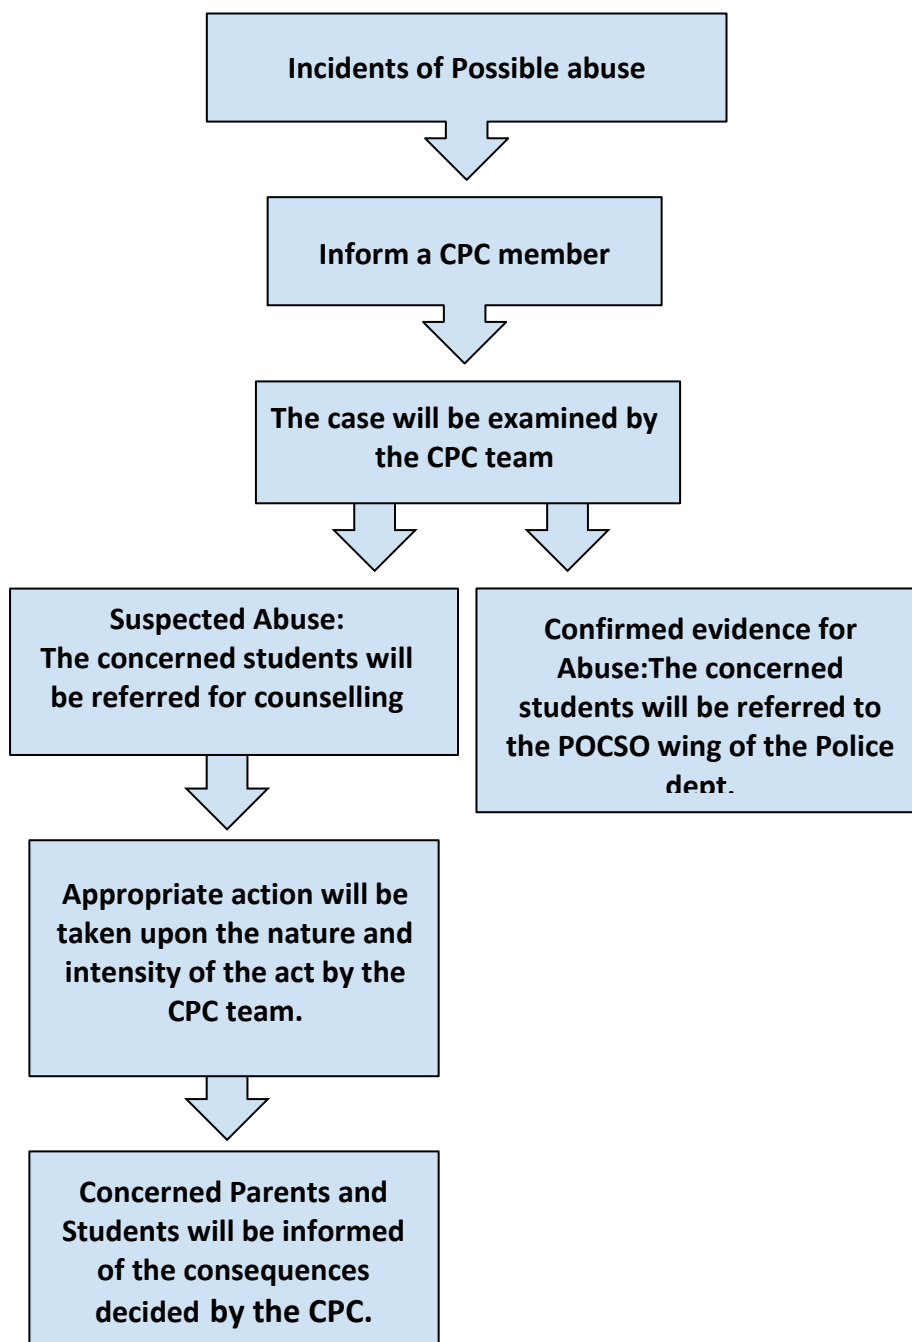 Incidents of Possible abuse
Inform a CPC member
The case will be examined by
the CPC team
Suspected Abuse:
The concerned students will
be referred for counselling
Confirmed evidence for
Abuse:The concerned
students will be referred to
the POCSO wing of the Police
dept.
Appropriate action will be
taken upon the nature and
intensity of the act by the
CPC team.
Concerned Parents and
Students will be informed
of the consequences
decided by the CPC.